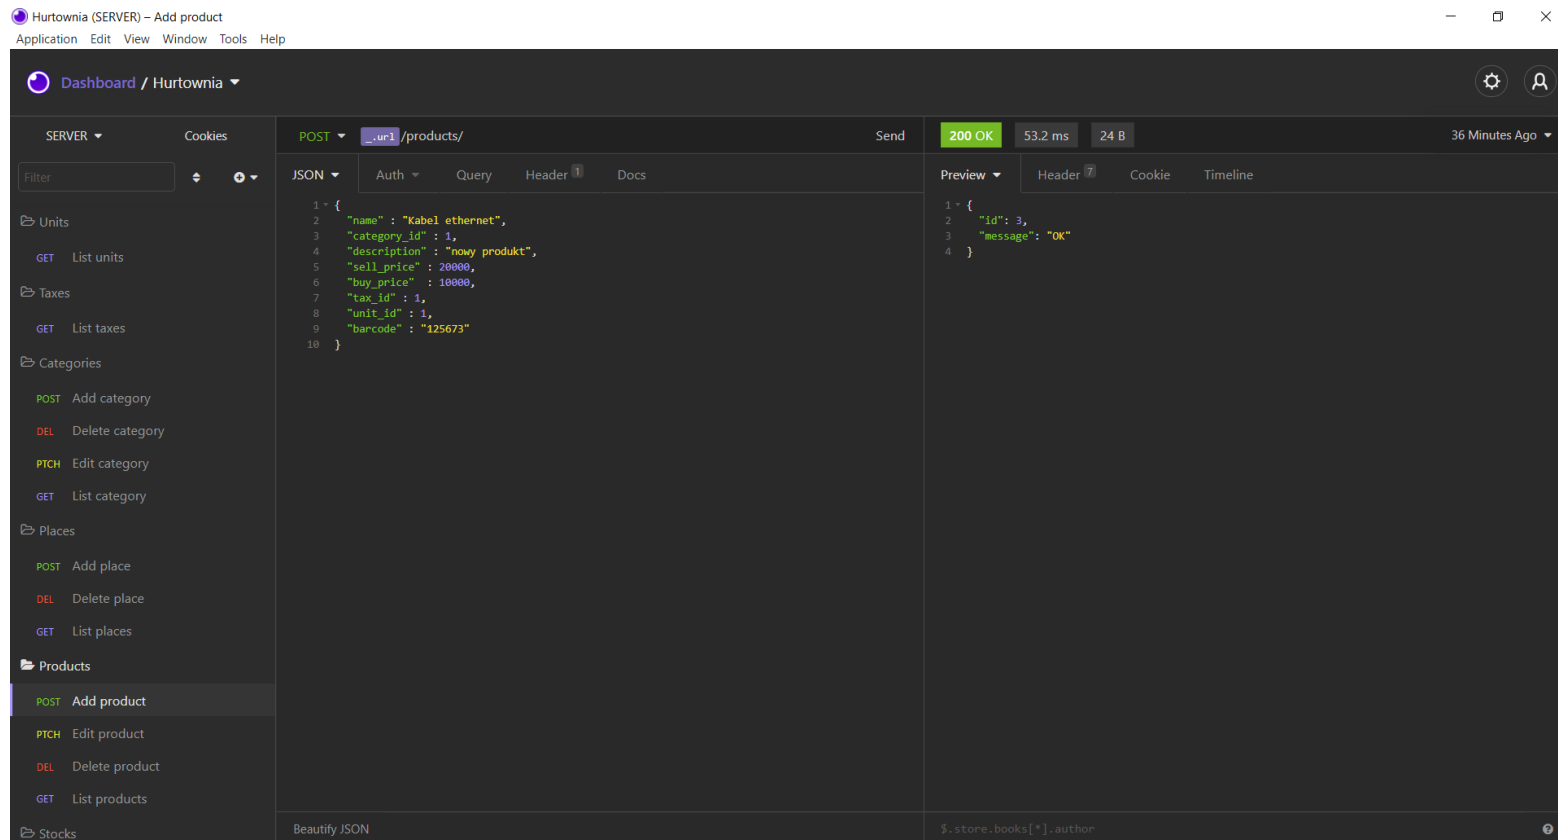 Hurtownia (SERVER) – Add product
Application Edit View Window Tools Help
Dashboard / Hurtownia
SERVER Cookies
POST _.url /products/ Send
200 OK 53.2 ms 24 B 36 Minutes Ago
Filter
JSON Auth Query Header 1 Docs
Preview Header 7 Cookie Timeline
Units
GET List units
Taxes
GET List taxes
Categories
POST Add category
DEL Delete category
PTCH Edit category
GET List category
Places
POST Add place
DEL Delete place
GET List places
Products
POST Add product
PTCH Edit product
DEL Delete product
GET List products
Stocks
1 {
2 "name" : "Kabel ethernet",
3 "category_id" : 1,
4 "description" : "nowy produkt",
5 "sell_price" : 20000,
6 "buy_price"  : 10000,
7 "tax_id" : 1,
8 "unit_id" : 1,
9 "barcode" : "125673"
10 }
Beautify JSON
1 {
2 "id": 3,
3 "message": "OK"
4 }
$.store.books[*].author